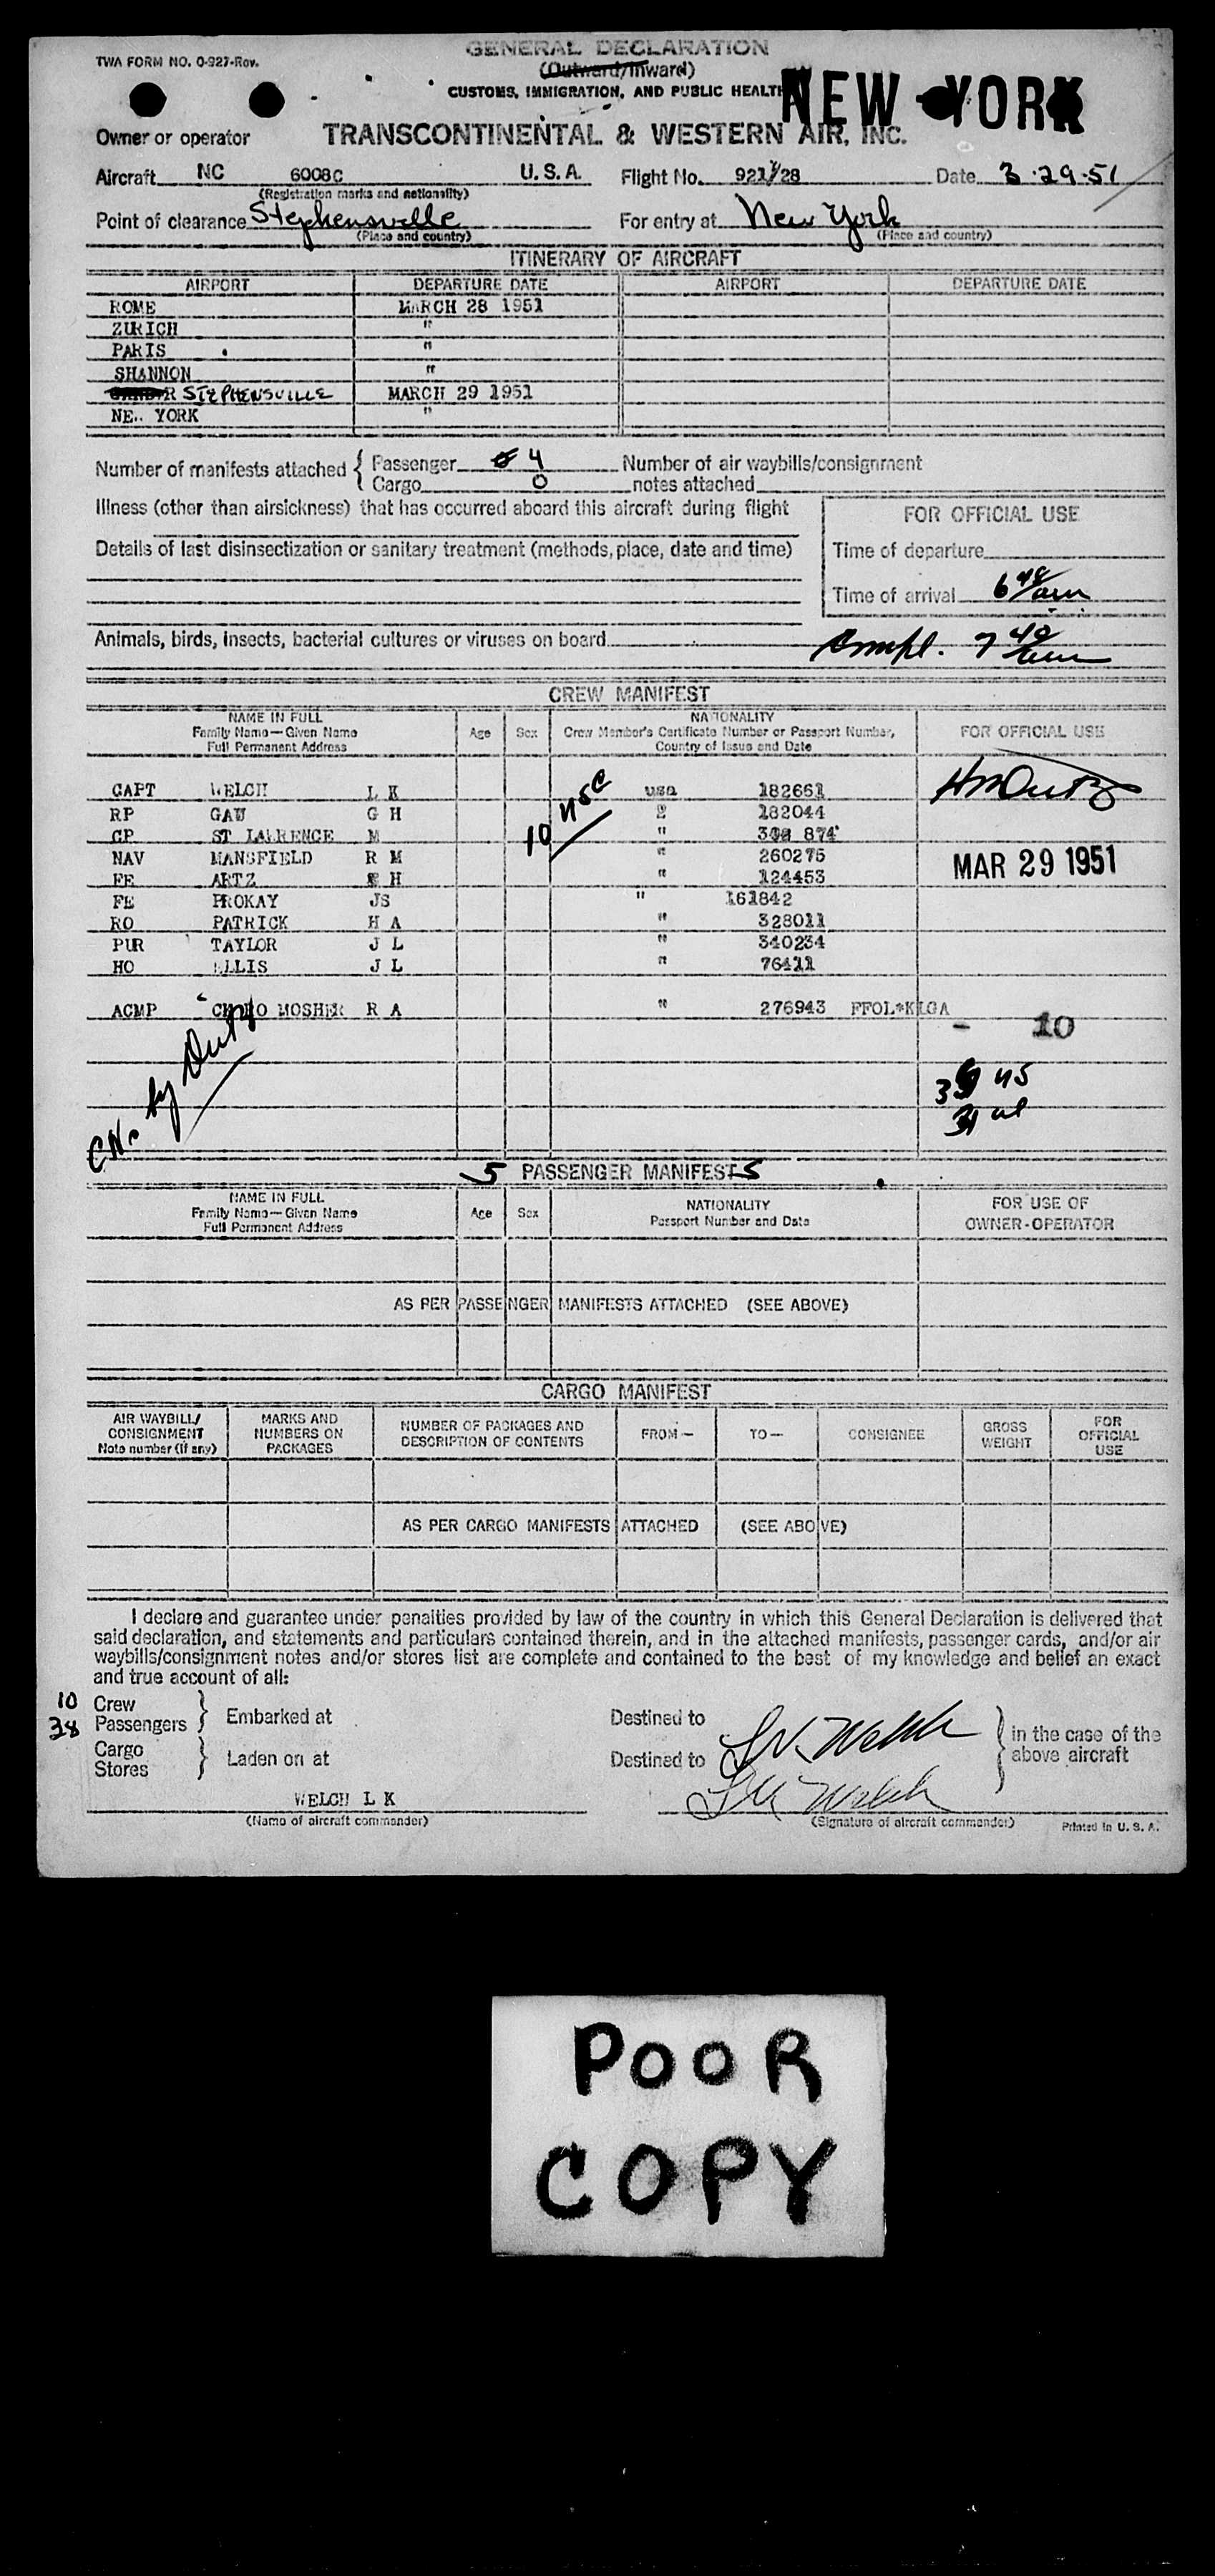 GENERAL DECLARATION
TWA FORM NO. O-927-Rev.
(Outward/Inward)
CUSTOMS, IMMIGRATION, AND PUBLIC HEALTH
NEW YORK
Owner or operator TRANSCONTINENTAL & WESTERN AIR, INC.
Aircraft NC 6008C U.S.A. Flight No. 921/28 Date 3-29-51
(Registration marks and nationality)
Point of clearance Stephensville For entry at New York
(Place and country) (Place and country)
ITINERARY OF AIRCRAFT
AIRPORT DEPARTURE DATE AIRPORT DEPARTURE DATE
ROME MARCH 28 1951
ZURICH "
PARIS "
SHANNON "
STEPHENSVILLE MARCH 29 1951
NE.. YORK "
Number of manifests attached { Passenger 4 Number of air waybills/consignment
Cargo 0 notes attached
Illness (other than airsickness) that has occurred aboard this aircraft during flight
FOR OFFICIAL USE
Details of last disinsectization or sanitary treatment (methods, place, date and time)
Time of departure
Time of arrival 6 48 am
Animals, birds, insects, bacterial cultures or viruses on board
Compl. 7 40 am
CREW MANIFEST
NAME IN FULL Age Sex NATIONALITY FOR OFFICIAL USE
Family Name—Given Name Crew Member's Certificate Number or Passport Number,
Full Permanent Address Country of Issue and Date
CAPT WELCH L K usa 182661
RP GAW G H 182044
10 USC
CP ST LAWRENCE M " 874
NAV MANSFIELD R M " 260275
MAR 29 1951
FE ARTZ H " 124453
FE PROKAY JS " 161842
RO PATRICK H A " 328011
PUR TAYLOR J L " 340234
HO ELLIS J L " 76411
ACMP MOSHER R A " 276943 FFOL*KLGA
- 10
5 PASSENGER MANIFEST 5
NAME IN FULL Age Sex NATIONALITY FOR USE OF
Family Name—Given Name Passport Number and Date OWNER-OPERATOR
Full Permanent Address
AS PER PASSENGER MANIFESTS ATTACHED (SEE ABOVE)
CARGO MANIFEST
AIR WAYBILL/ MARKS AND NUMBER OF PACKAGES AND FROM— TO— CONSIGNEE GROSS FOR
CONSIGNMENT NUMBERS ON DESCRIPTION OF CONTENTS WEIGHT OFFICIAL
Note number (if any) PACKAGES USE
AS PER CARGO MANIFESTS ATTACHED (SEE ABOVE)
I declare and guarantee under penalties provided by law of the country in which this General Declaration is delivered that
said declaration, and statements and particulars contained therein, and in the attached manifests, passenger cards, and/or air
waybills/consignment notes and/or stores list are complete and contained to the best of my knowledge and belief an exact
and true account of all:
10 Crew
38 Passengers } Embarked at Destined to
Cargo
Stores } Laden on at Destined to
L K Welch
} in the case of the
above aircraft
WELCH L K L K Welch
(Name of aircraft commander) (Signature of aircraft commander) Printed in U. S. A.
POOR
COPY